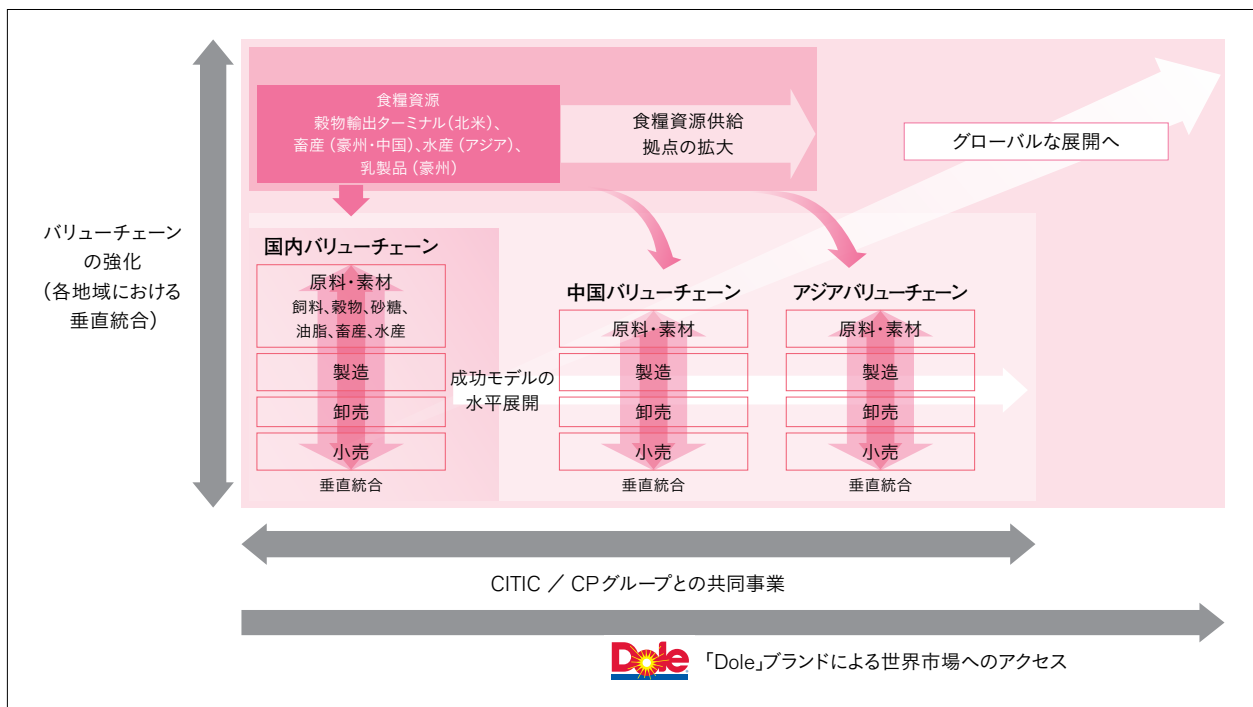 食糧資源
穀物輸出ターミナル(北米)、
畜産(豪州・中国)、水産(アジア)、
乳製品(豪州)
食糧資源供給
拠点の拡大
グローバルな展開へ
バリューチェーン
の強化
(各地域における
垂直統合)
国内バリューチェーン
原料・素材
飼料、穀物、砂糖、
油脂、畜産、水産
製造
卸売
小売
垂直統合
成功モデルの
水平展開
中国バリューチェーン
原料・素材
製造
卸売
小売
垂直統合
アジアバリューチェーン
原料・素材
製造
卸売
小売
垂直統合
CITIC / CPグループとの共同事業
Dole 「Dole」ブランドによる世界市場へのアクセス